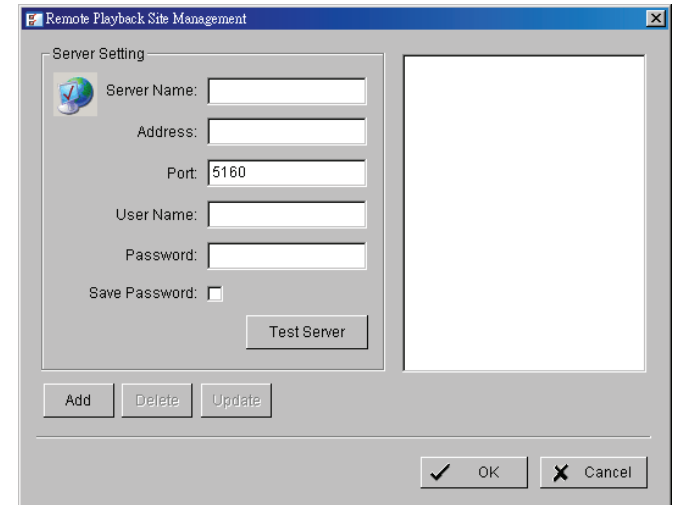 Remote Playback Site Management
Server Setting
Server Name:
Address:
Port: 5160
User Name:
Password:
Save Password:
Test Server
Add Delete Update
OK Cancel